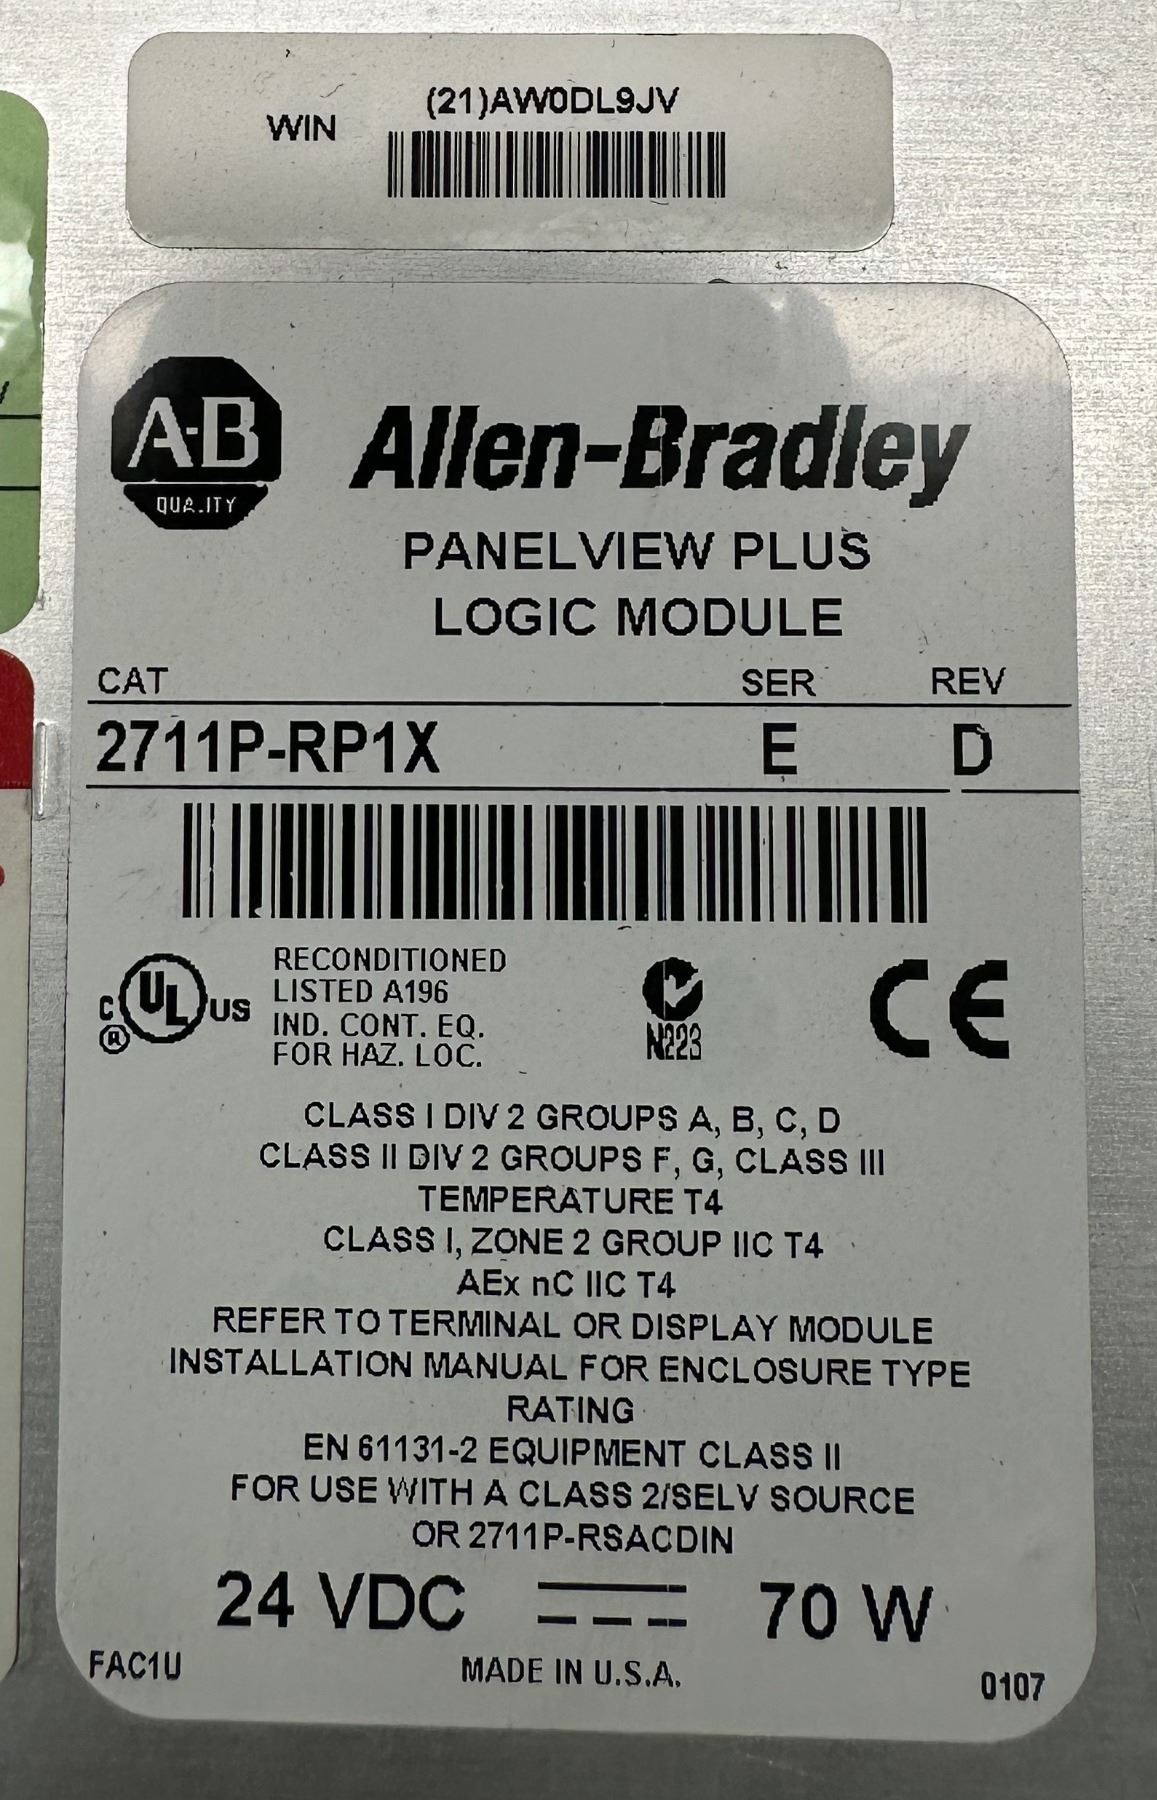 (21)AW0DL9JV
WIN
A-B
QUA.ITY
Allen-Bradley
PANELVIEW PLUS
LOGIC MODULE
CAT SER REV
2711P-RP1X E D
C UL US
®
RECONDITIONED
LISTED A196
IND. CONT. EQ.
FOR HAZ. LOC.
N223
CE
CLASS I DIV 2 GROUPS A, B, C, D
CLASS II DIV 2 GROUPS F, G, CLASS III
TEMPERATURE T4
CLASS I, ZONE 2 GROUP IIC T4
AEx nC IIC T4
REFER TO TERMINAL OR DISPLAY MODULE
INSTALLATION MANUAL FOR ENCLOSURE TYPE
RATING
EN 61131-2 EQUIPMENT CLASS II
FOR USE WITH A CLASS 2/SELV SOURCE
OR 2711P-RSACDIN
24 VDC 70 W
FAC1U MADE IN U.S.A. 0107